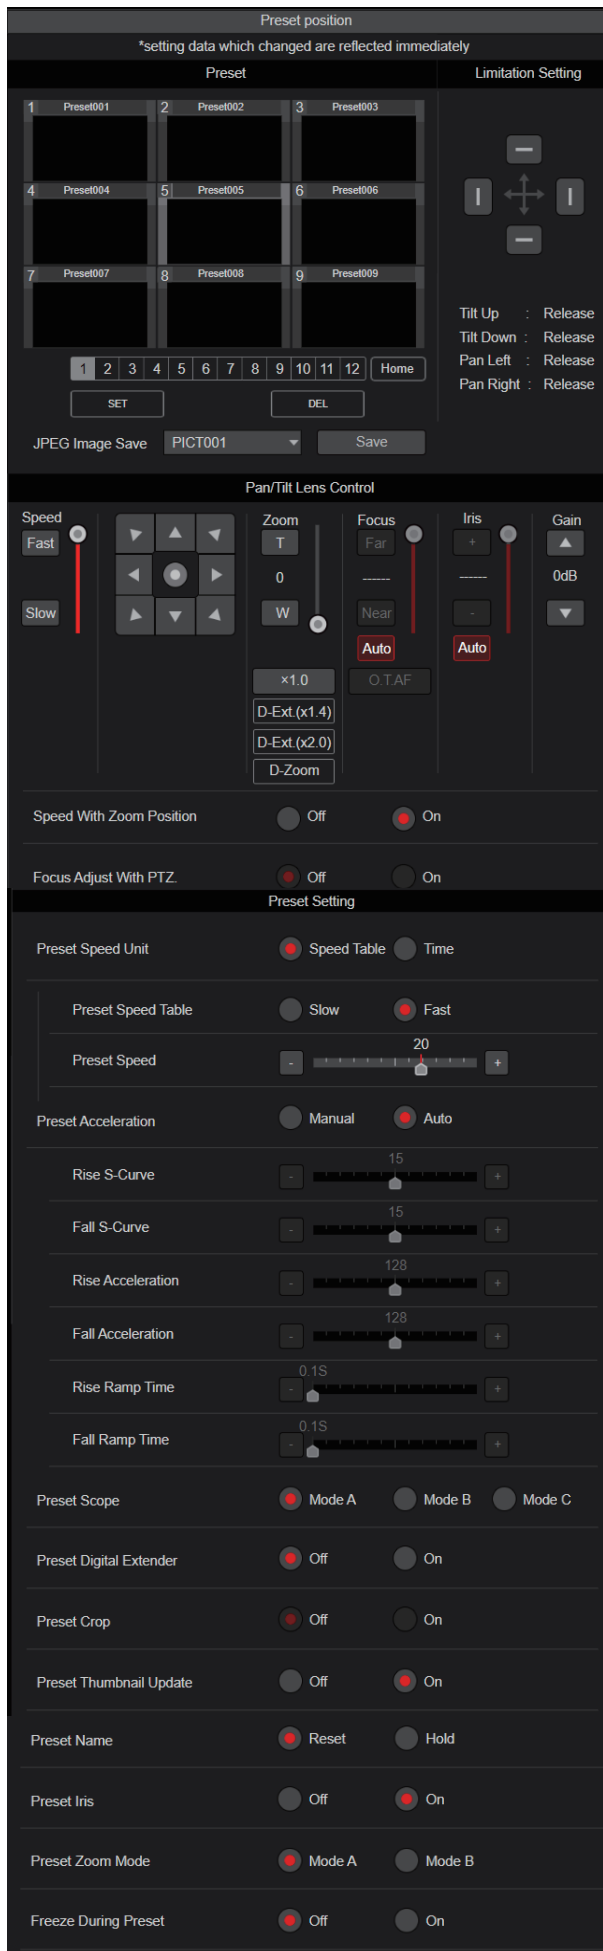 Preset position
*setting data which changed are reflected immediately
Preset Limitation Setting
1 Preset001 2 Preset002 3 Preset003
4 Preset004 5 Preset005 6 Preset006
7 Preset007 8 Preset008 9 Preset009
Tilt Up : Release
Tilt Down : Release
Pan Left : Release
Pan Right : Release
1 2 3 4 5 6 7 8 9 10 11 12 Home
SET DEL
JPEG Image Save PICT001 Save
Pan/Tilt Lens Control
Speed Zoom Focus Iris Gain
Fast T Far +
0 ------ ------ 0dB
Slow W Near -
Auto Auto
×1.0 O.T.AF
D-Ext.(x1.4)
D-Ext.(x2.0)
D-Zoom
Speed With Zoom Position Off On
Focus Adjust With PTZ. Off On
Preset Setting
Preset Speed Unit Speed Table Time
Preset Speed Table Slow Fast
20
Preset Speed - +
Preset Acceleration Manual Auto
15
Rise S-Curve - +
15
Fall S-Curve - +
128
Rise Acceleration - +
128
Fall Acceleration - +
0.1S
Rise Ramp Time - +
0.1S
Fall Ramp Time - +
Preset Scope Mode A Mode B Mode C
Preset Digital Extender Off On
Preset Crop Off On
Preset Thumbnail Update Off On
Preset Name Reset Hold
Preset Iris Off On
Preset Zoom Mode Mode A Mode B
Freeze During Preset Off On